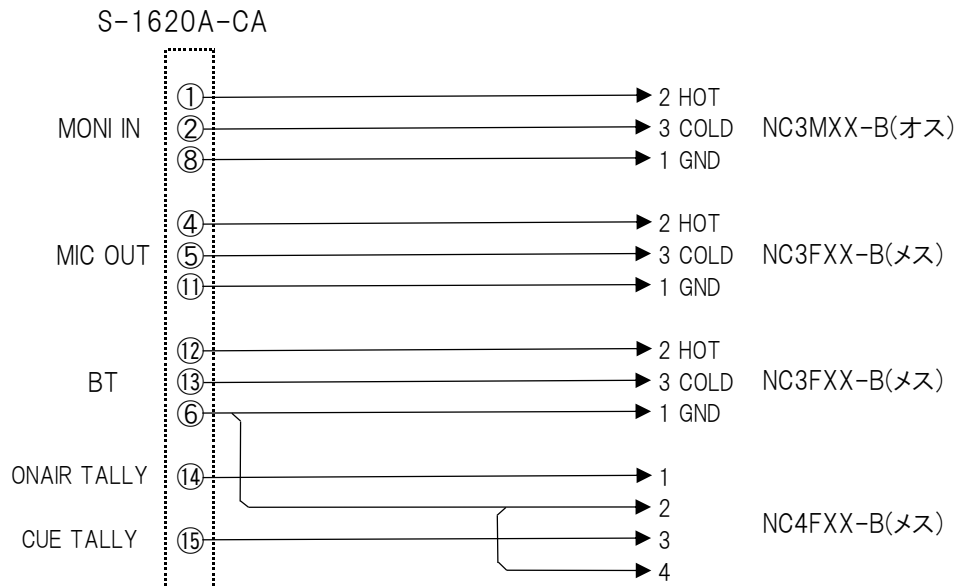 S-1620A-CA
① 2 HOT
MONI IN ② 3 COLD NC3MXX-B(オス)
⑧ 1 GND
④ 2 HOT
MIC OUT ⑤ 3 COLD NC3FXX-B(メス)
⑪ 1 GND
⑫ 2 HOT
BT ⑬ 3 COLD NC3FXX-B(メス)
⑥ 1 GND
ONAIR TALLY ⑭ 1
2
NC4FXX-B(メス)
CUE TALLY ⑮ 3
4